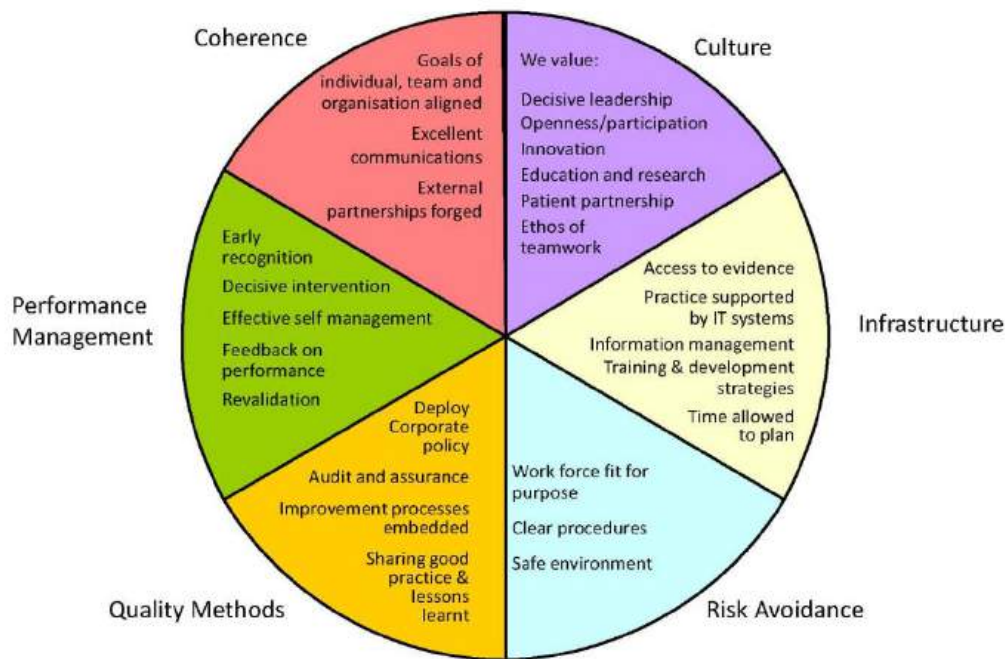 Coherence
Goals of
individual, team and
organisation aligned
Excellent
communications
External
partnerships forged
Culture
We value:
Decisive leadership
Openness/participation
Innovation
Education and research
Patient partnership
Ethos of
teamwork
Performance
Management
Early
recognition
Decisive intervention
Effective self management
Feedback on
performance
Revalidation
Infrastructure
Access to evidence
Practice supported
by IT systems
Information management
Training & development
strategies
Time allowed
to plan
Quality Methods
Deploy
Corporate
policy
Audit and assurance
Improvement processes
embedded
Sharing good
practice &
lessons
learnt
Risk Avoidance
Work force fit for
purpose
Clear procedures
Safe environment